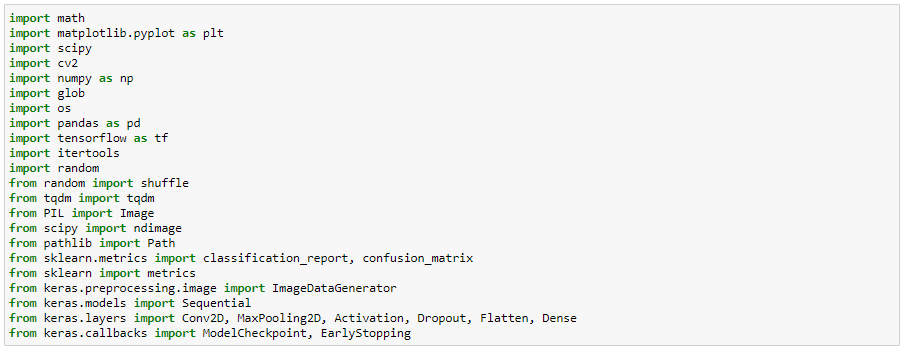 import math
import matplotlib.pyplot as plt
import scipy
import cv2
import numpy as np
import glob
import os
import pandas as pd
import tensorflow as tf
import itertools
import random
from random import shuffle
from tqdm import tqdm
from PIL import Image
from scipy import ndimage
from pathlib import Path
from sklearn.metrics import classification_report, confusion_matrix
from sklearn import metrics
from keras.preprocessing.image import ImageDataGenerator
from keras.models import Sequential
from keras.layers import Conv2D, MaxPooling2D, Activation, Dropout, Flatten, Dense
from keras.callbacks import ModelCheckpoint, EarlyStopping